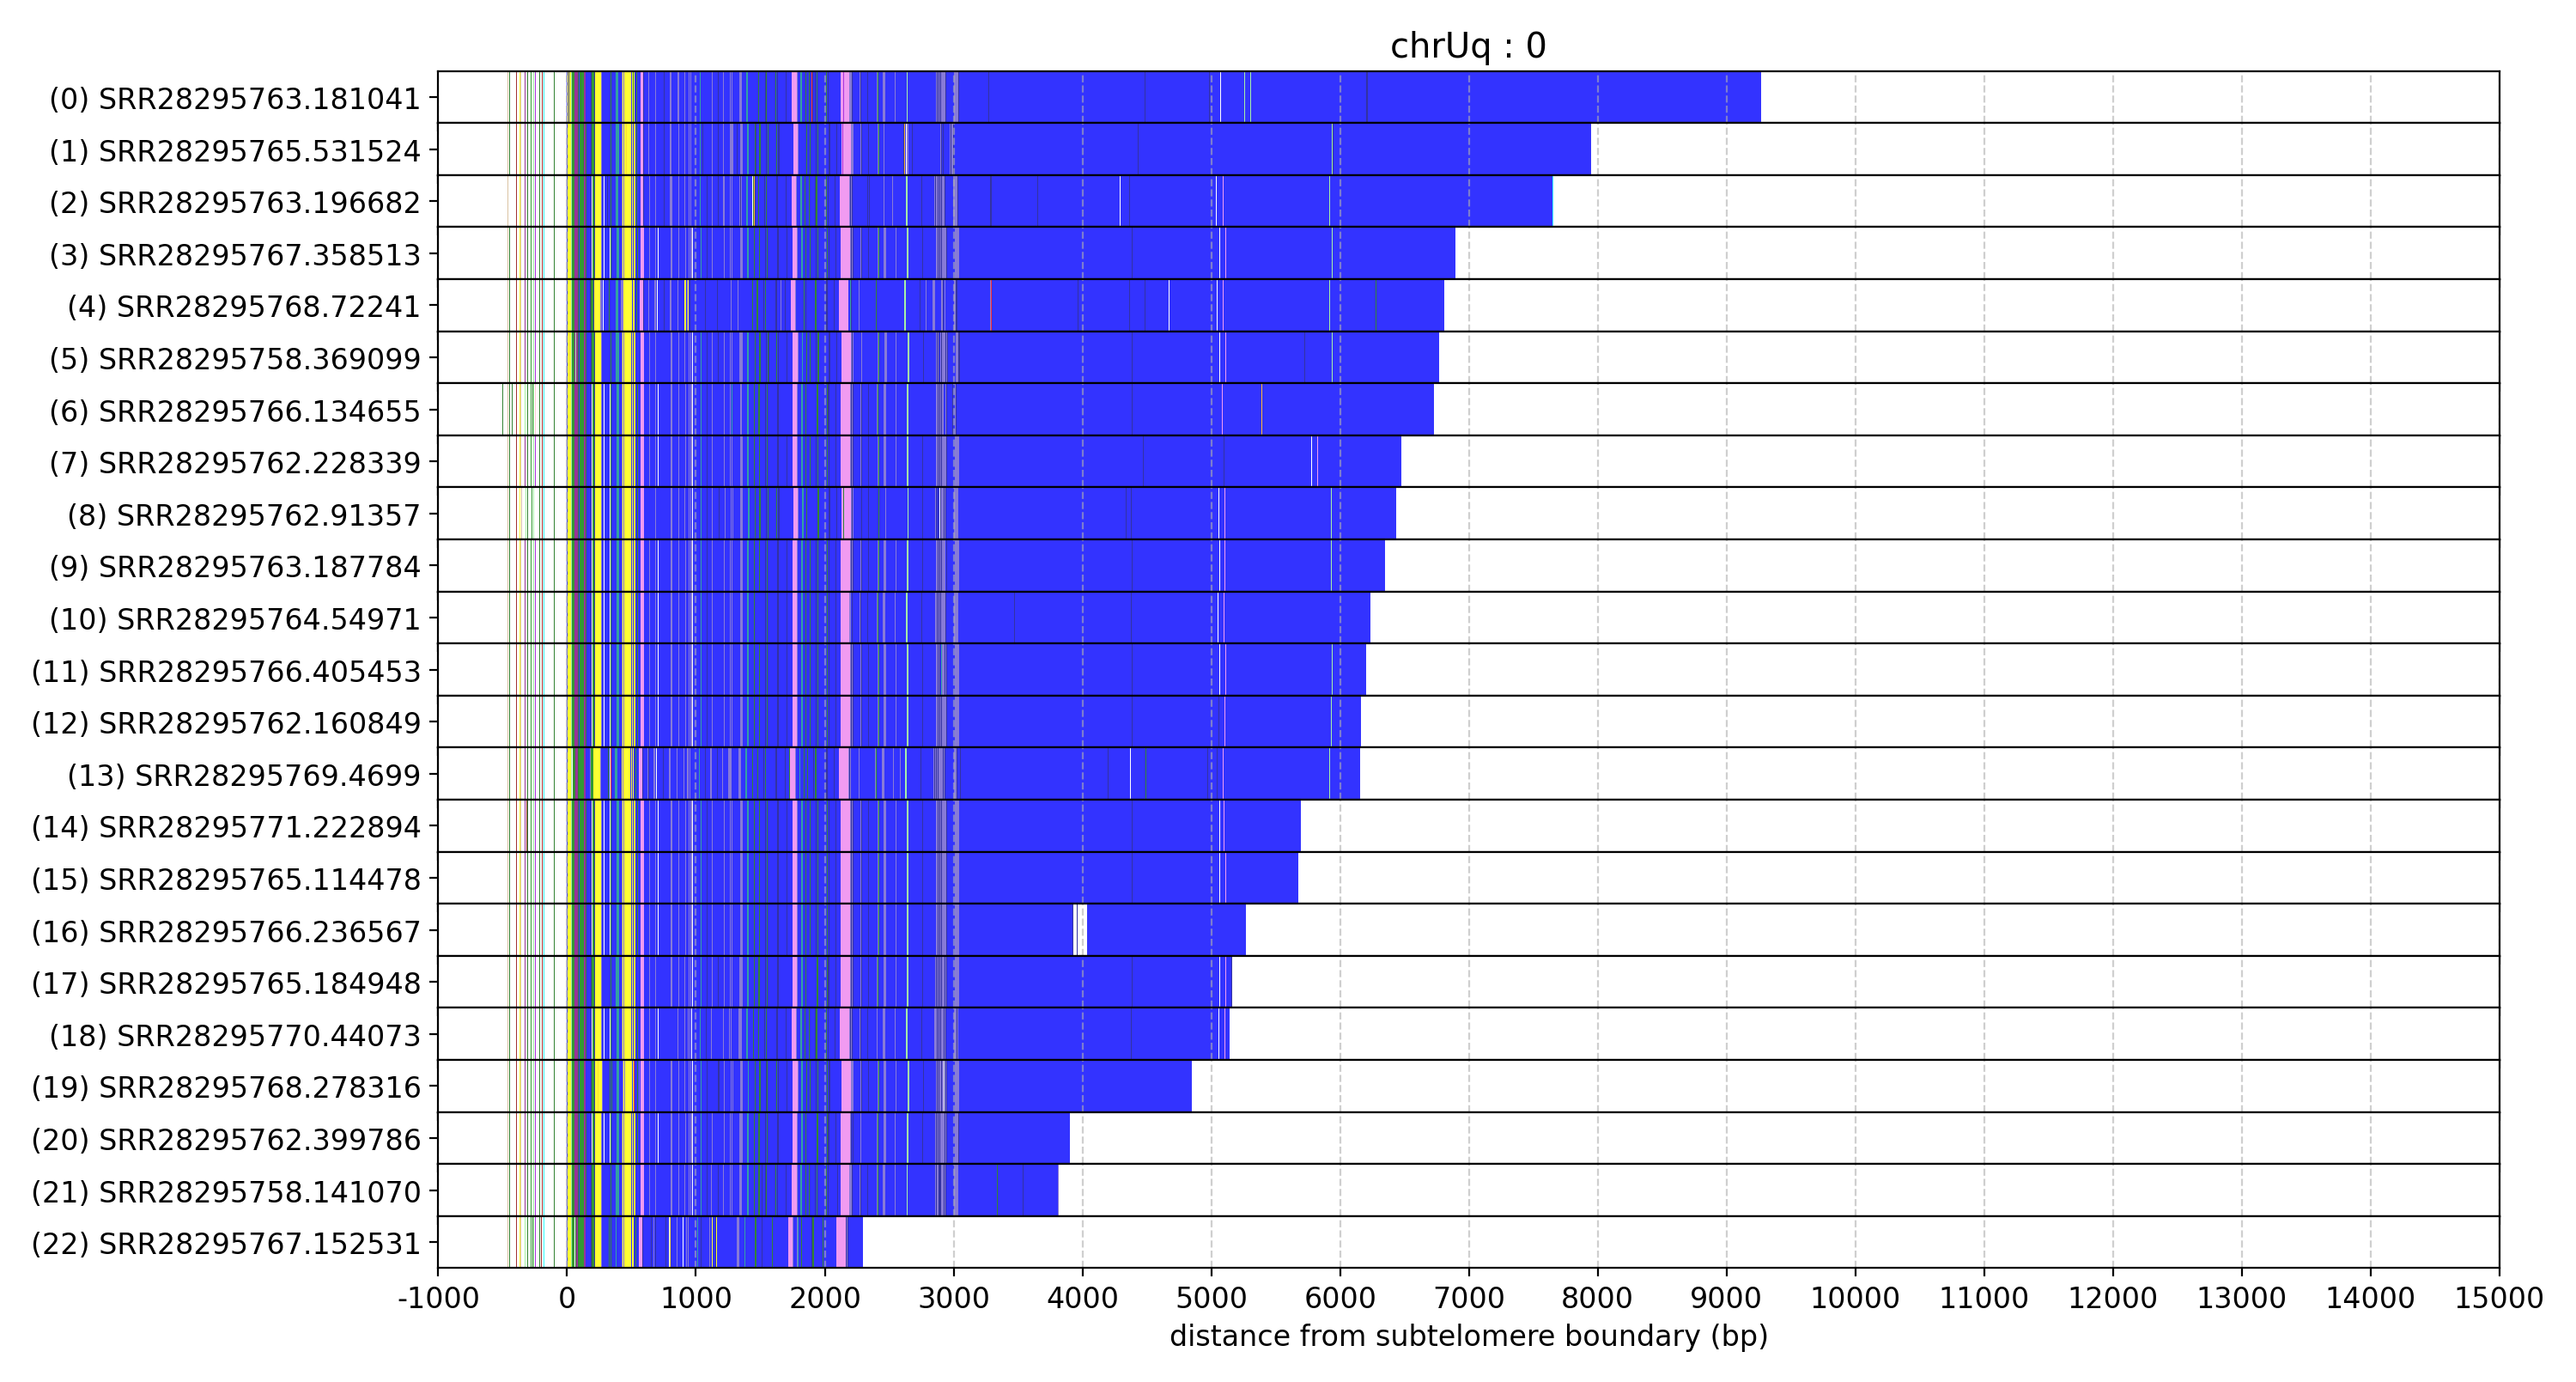 chrUq : 0
(0) SRR28295763.181041
(1) SRR28295765.531524
(2) SRR28295763.196682
(3) SRR28295767.358513
(4) SRR28295768.72241
(5) SRR28295758.369099
(6) SRR28295766.134655
(7) SRR28295762.228339
(8) SRR28295762.91357
(9) SRR28295763.187784
(10) SRR28295764.54971
(11) SRR28295766.405453
(12) SRR28295762.160849
(13) SRR28295769.4699
(14) SRR28295771.222894
(15) SRR28295765.114478
(16) SRR28295766.236567
(17) SRR28295765.184948
(18) SRR28295770.44073
(19) SRR28295768.278316
(20) SRR28295762.399786
(21) SRR28295758.141070
(22) SRR28295767.152531
-1000 0 1000 2000 3000 4000 5000 6000 7000 8000 9000 10000 11000 12000 13000 14000 15000
distance from subtelomere boundary (bp)